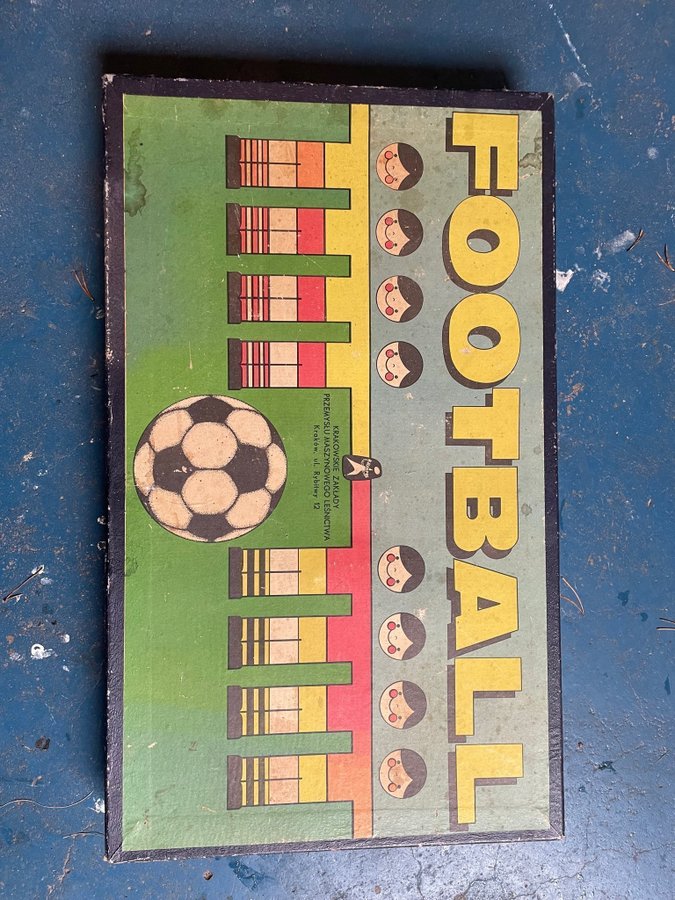 FOOTBALL
KRAKOWSKIE ZAKŁADY
PRZEMYSŁU MASZYNOWEGO LEŚNICTWA
Kraków, ul. Rybitwy 12